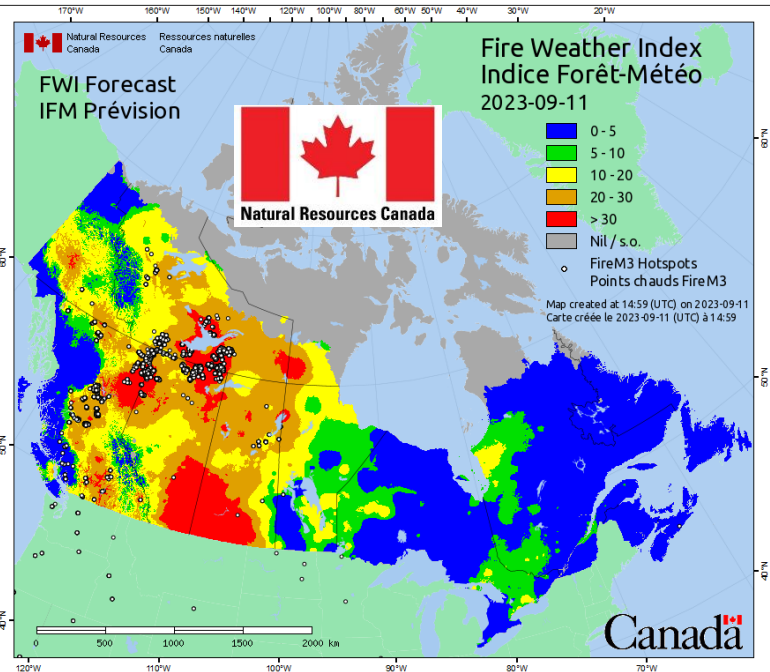 170°W 160°W 150°W 140°W 120°W 110°W 100°W 90°W 80°W 60°W 50°W 40°W 20°W
Natural Resources Canada
Ressources naturelles Canada
FWI Forecast
IFM Prévision
Natural Resources Canada
Fire Weather Index
Indice Forêt-Météo
2023-09-11
0 - 5
5 - 10
10 - 20
20 - 30
> 30
Nil / s.o.
FireM3 Hotspots
Points chauds FireM3
Map created at 14:59 (UTC) on 2023-09-11
Carte créée le 2023-09-11 (UTC) à 14:59
60°N
60°N
60°N
50°N
40°N
40°N
0 500 1000 1500 2000 km
Canada
120°W 110°W 100°W 90°W 80°W 70°W